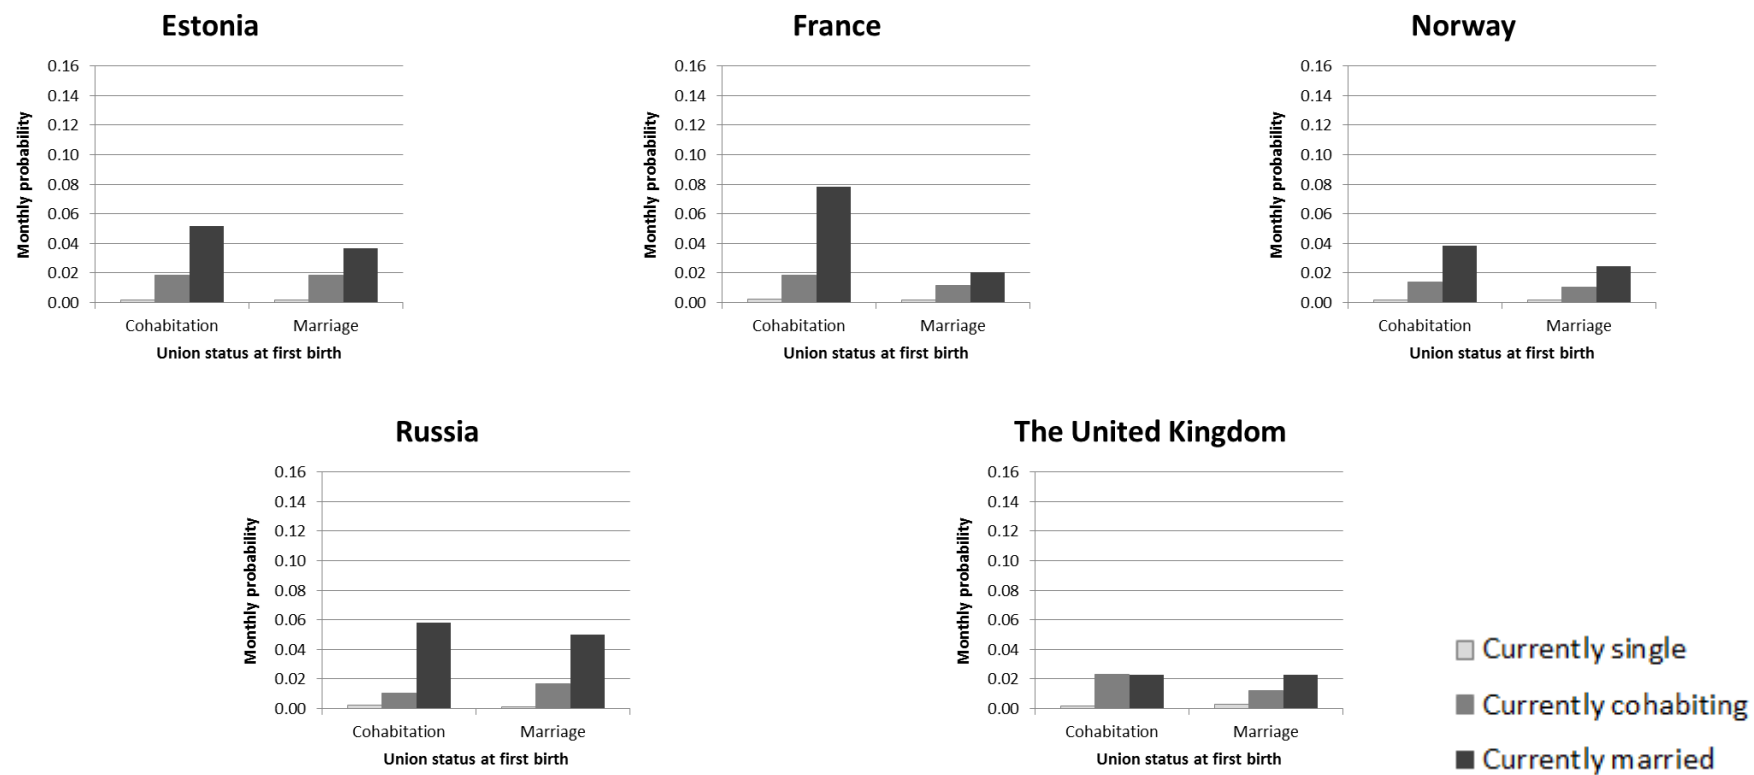 Estonia
0.16
0.14
0.12
0.10
0.08
0.06
0.04
0.02
0.00
Monthly probability
Cohabitation Marriage
Union status at first birth
France
0.16
0.14
0.12
0.10
0.08
0.06
0.04
0.02
0.00
Monthly probability
Cohabitation Marriage
Union status at first birth
Norway
0.16
0.14
0.12
0.10
0.08
0.06
0.04
0.02
0.00
Monthly probability
Cohabitation Marriage
Union status at first birth
Russia
0.16
0.14
0.12
0.10
0.08
0.06
0.04
0.02
0.00
Monthly probability
Cohabitation Marriage
Union status at first birth
The United Kingdom
0.16
0.14
0.12
0.10
0.08
0.06
0.04
0.02
0.00
Monthly probability
Cohabitation Marriage
Union status at first birth
Currently single
Currently cohabiting
Currently married